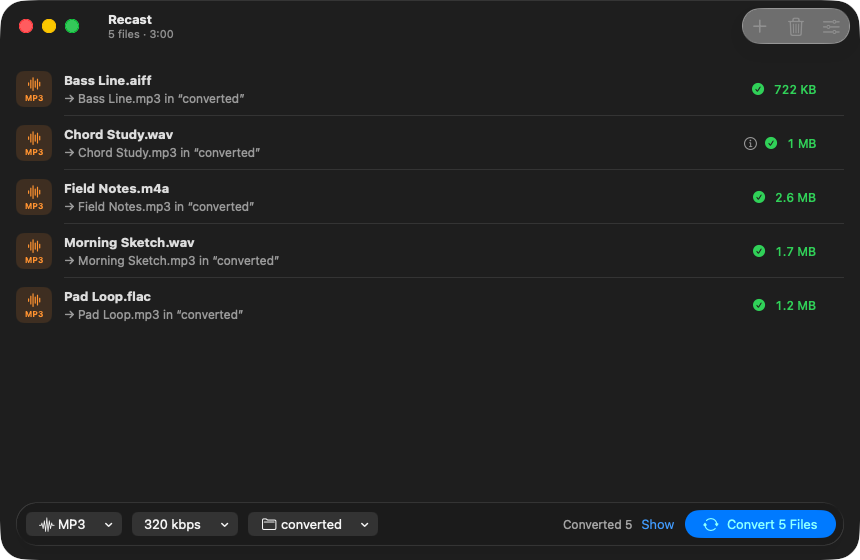 Recast
5 files · 3:00
MP3
Bass Line.aiff
→ Bass Line.mp3 in “converted”
722 KB
MP3
Chord Study.wav
→ Chord Study.mp3 in “converted”
1 MB
MP3
Field Notes.m4a
→ Field Notes.mp3 in “converted”
2.6 MB
MP3
Morning Sketch.wav
→ Morning Sketch.mp3 in “converted”
1.7 MB
MP3
Pad Loop.flac
→ Pad Loop.mp3 in “converted”
1.2 MB
MP3
320 kbps
converted
Converted 5
Show
Convert 5 Files